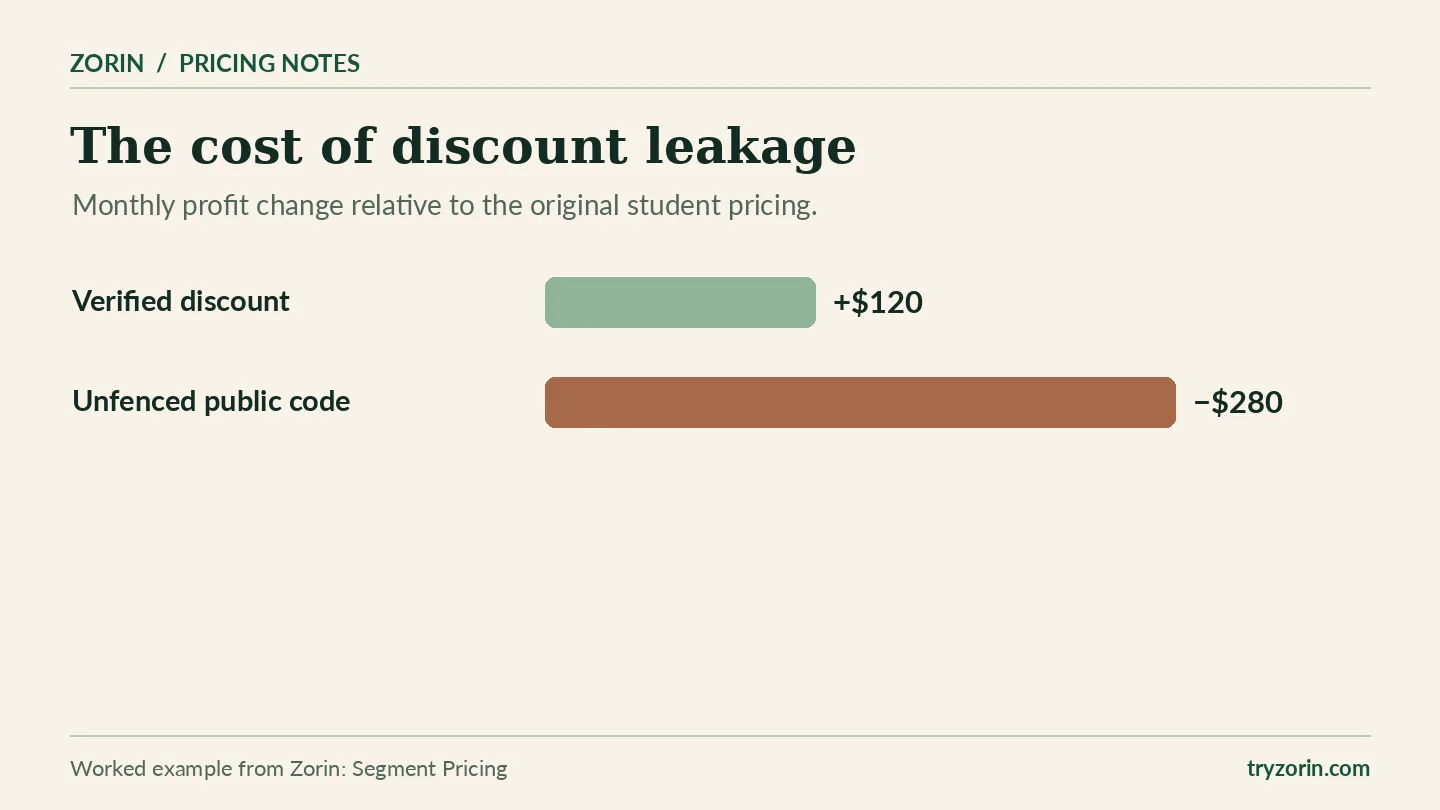 ZORIN / PRICING NOTES
The cost of discount leakage
Monthly profit change relative to the original student pricing.
Verified discount
+$120
Unfenced public code
−$280
Worked example from Zorin: Segment Pricing
tryzorin.com